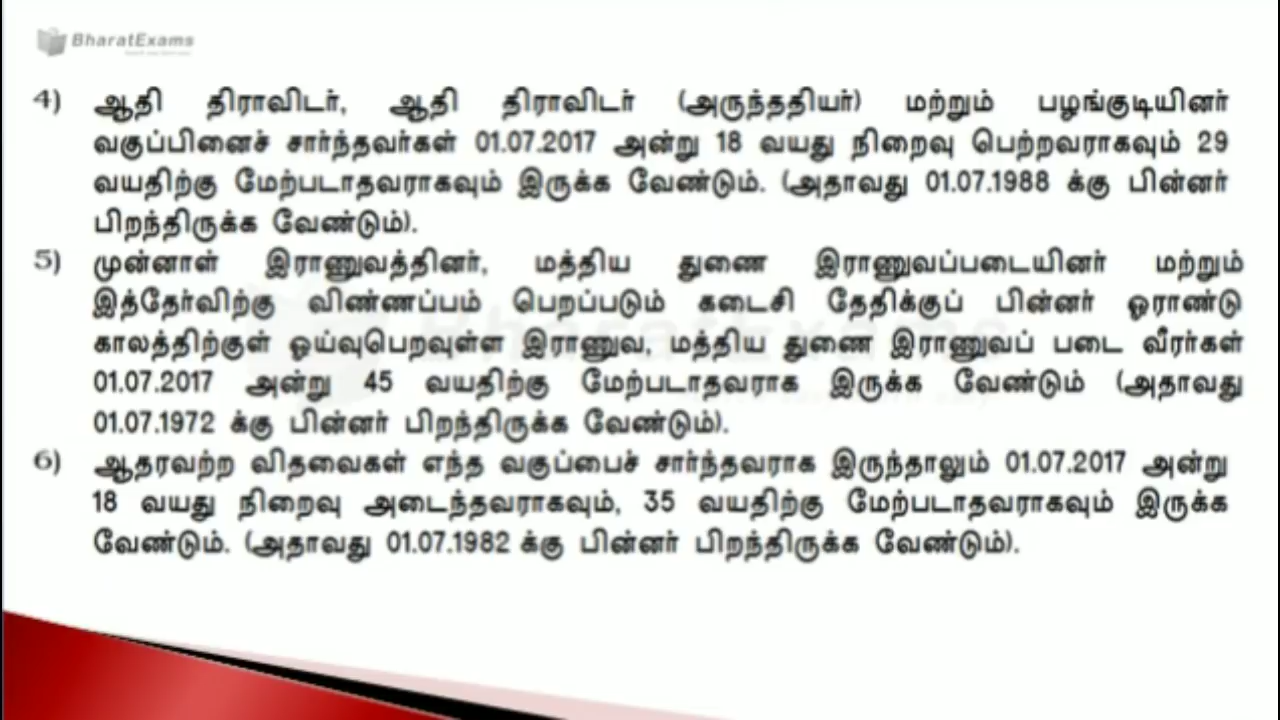 BharatExams
4) ஆதி திராவிடர், ஆதி திராவிடர் (அருந்ததியர்) மற்றும் பழங்குடியினர்
வகுப்பினைச் சார்ந்தவர்கள் 01.07.2017 அன்று 18 வயது நிறைவு பெற்றவராகவும் 29
வயதிற்கு மேற்படாதவராகவும் இருக்க வேண்டும். (அதாவது 01.07.1988 க்கு பின்னர்
பிறந்திருக்க வேண்டும்).
5) முன்னாள் இராணுவத்தினர், மத்திய துணை இராணுவப்படையினர் மற்றும்
இத்தேர்விற்கு விண்ணப்பம் பெறப்படும் கடைசி தேதிக்குப் பின்னர் ஓராண்டு
காலத்திற்குள் ஓய்வுபெறவுள்ள இராணுவ, மத்திய துணை இராணுவப் படை வீரர்கள்
01.07.2017 அன்று 45 வயதிற்கு மேற்படாதவராக இருக்க வேண்டும் (அதாவது
01.07.1972 க்கு பின்னர் பிறந்திருக்க வேண்டும்).
6) ஆதரவற்ற விதவைகள் எந்த வகுப்பைச் சார்ந்தவராக இருந்தாலும் 01.07.2017 அன்று
18 வயது நிறைவு அடைந்தவராகவும், 35 வயதிற்கு மேற்படாதவராகவும் இருக்க
வேண்டும். (அதாவது 01.07.1982 க்கு பின்னர் பிறந்திருக்க வேண்டும்).